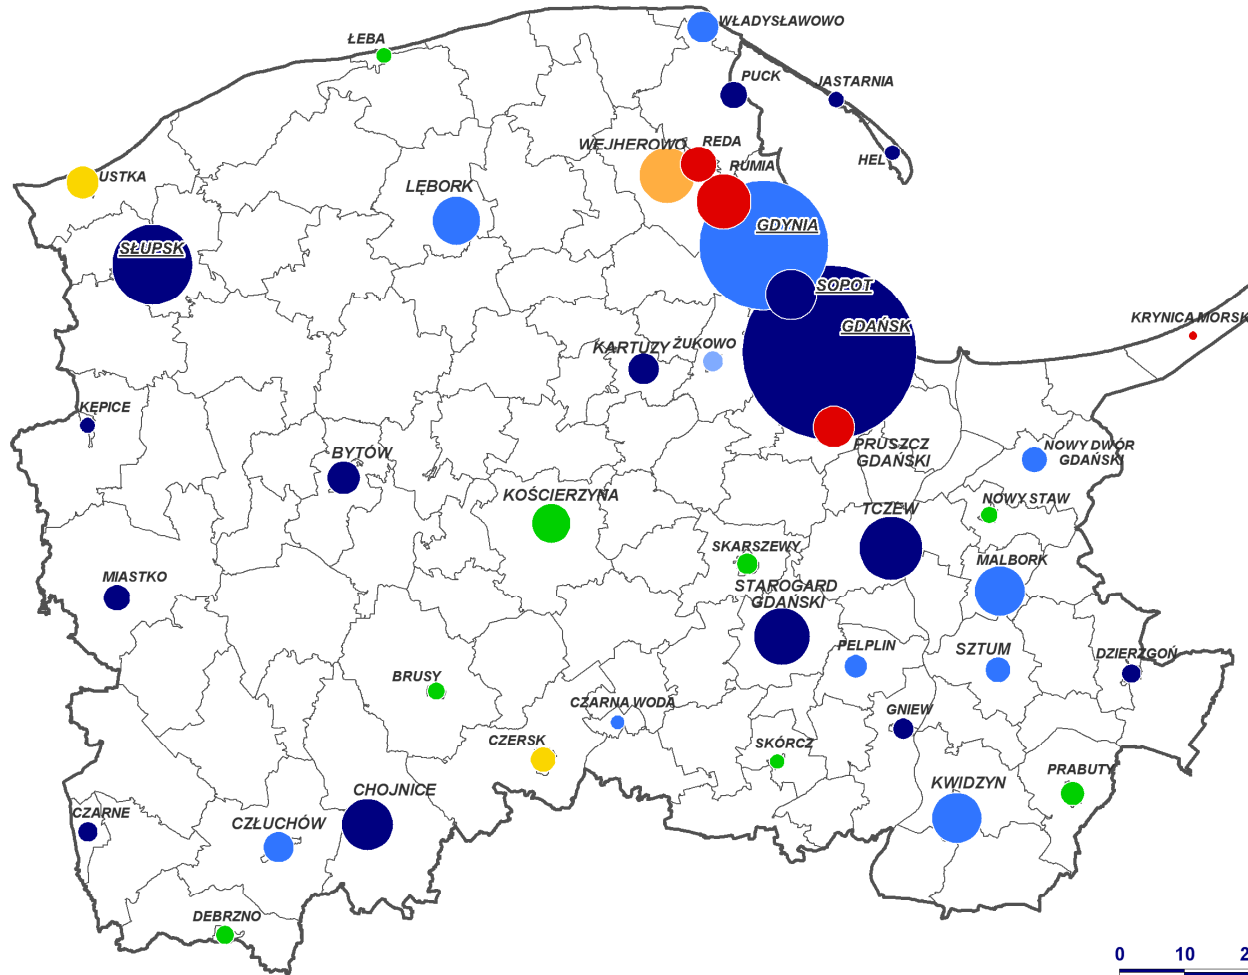 WŁADYSŁAWOWO
ŁEBA
PUCK
JASTARNIA
WEJHEROWO
REDA
HEL
RUMIA
USTKA
LĘBORK
GDYNIA
SŁUPSK
SOPOT
KRYNICA MORSK
GDAŃSK
KARTUZY
ŻUKOWO
KĘPICE
PRUSZCZ
GDAŃSKI
NOWY DWÓR
GDAŃSKI
BYTÓW
KOŚCIERZYNA
NOWY STAW
TCZEW
SKARSZEWY
MALBORK
MIASTKO
STAROGARD
GDAŃSKI
PELPLIN
SZTUM
DZIERZGOŃ
BRUSY
CZARNA WODA
GNIEW
CZERSK
SKÓRCZ
PRABUTY
KWIDZYN
CHOJNICE
CZARNE
CZŁUCHÓW
DEBRZNO
0 10 2